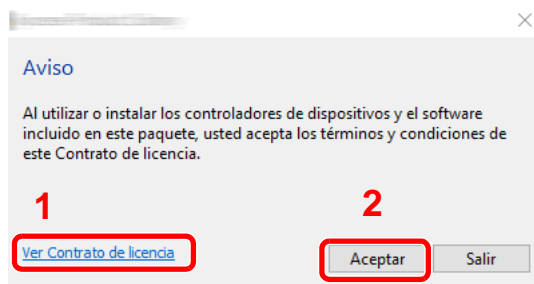 Aviso
Al utilizar o instalar los controladores de dispositivos y el software
incluido en este paquete, usted acepta los términos y condiciones de
este Contrato de licencia.
1
2
Ver Contrato de licencia
Aceptar
Salir